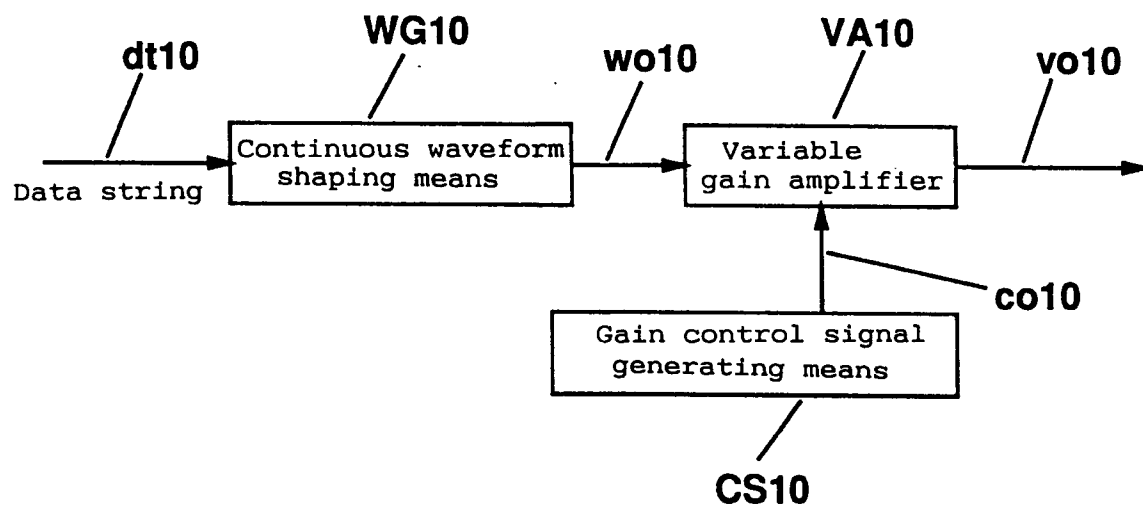 WG10
VA10
dt10
wo10
vo10
Continuous waveform
shaping means
Variable
gain amplifier
Data string
co10
Gain control signal
generating means
CS10